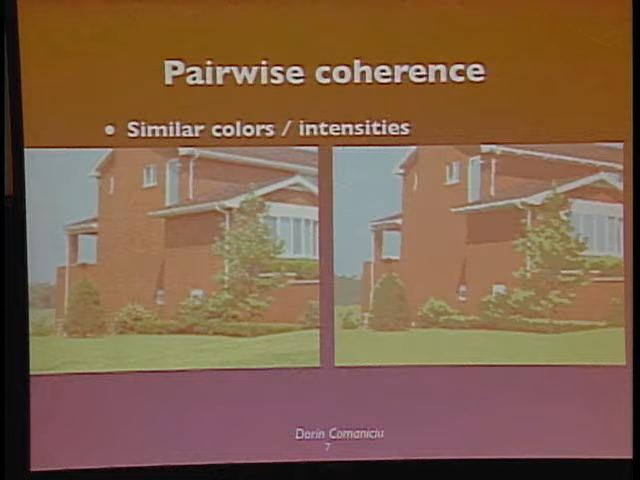 Pairwise coherence
• Similar colors / intensities
Dorin Comaniciu
7